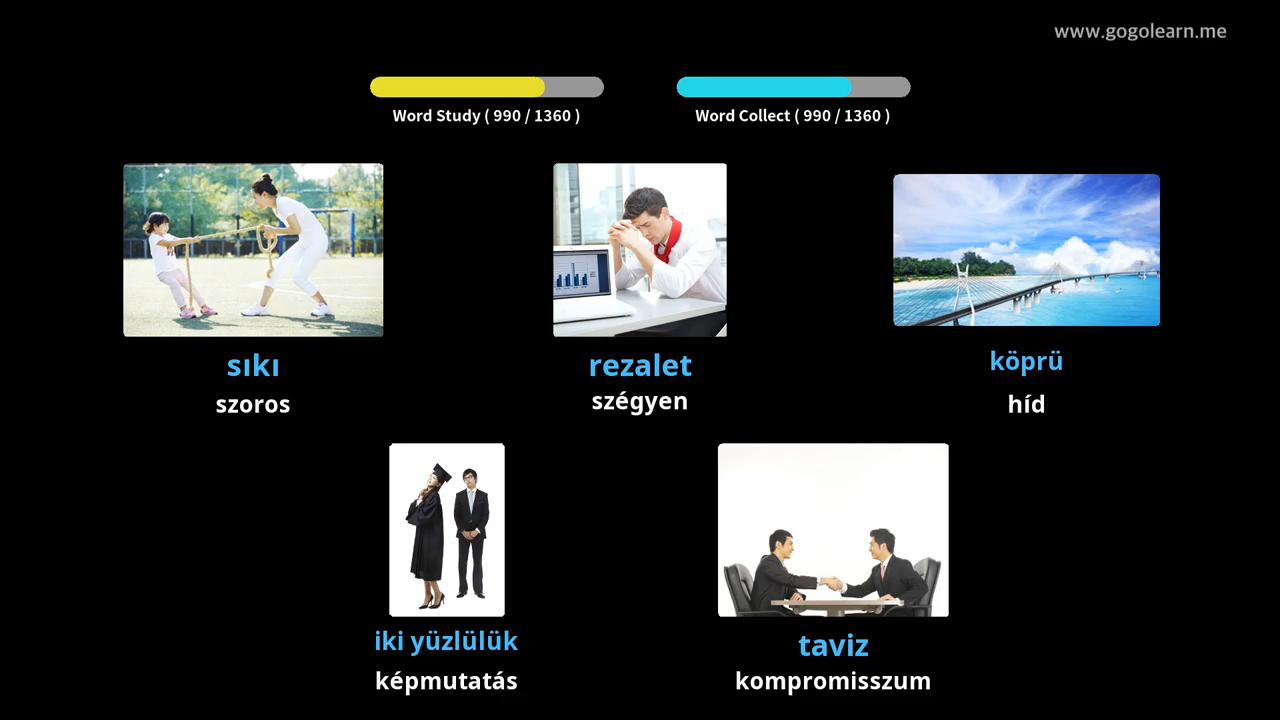 www.gogolearn.me
Word Study ( 990 / 1360 )
Word Collect ( 990 / 1360 )
sıkı
szoros
rezalet
szégyen
köprü
híd
iki yüzlülük
képmutatás
taviz
kompromisszum